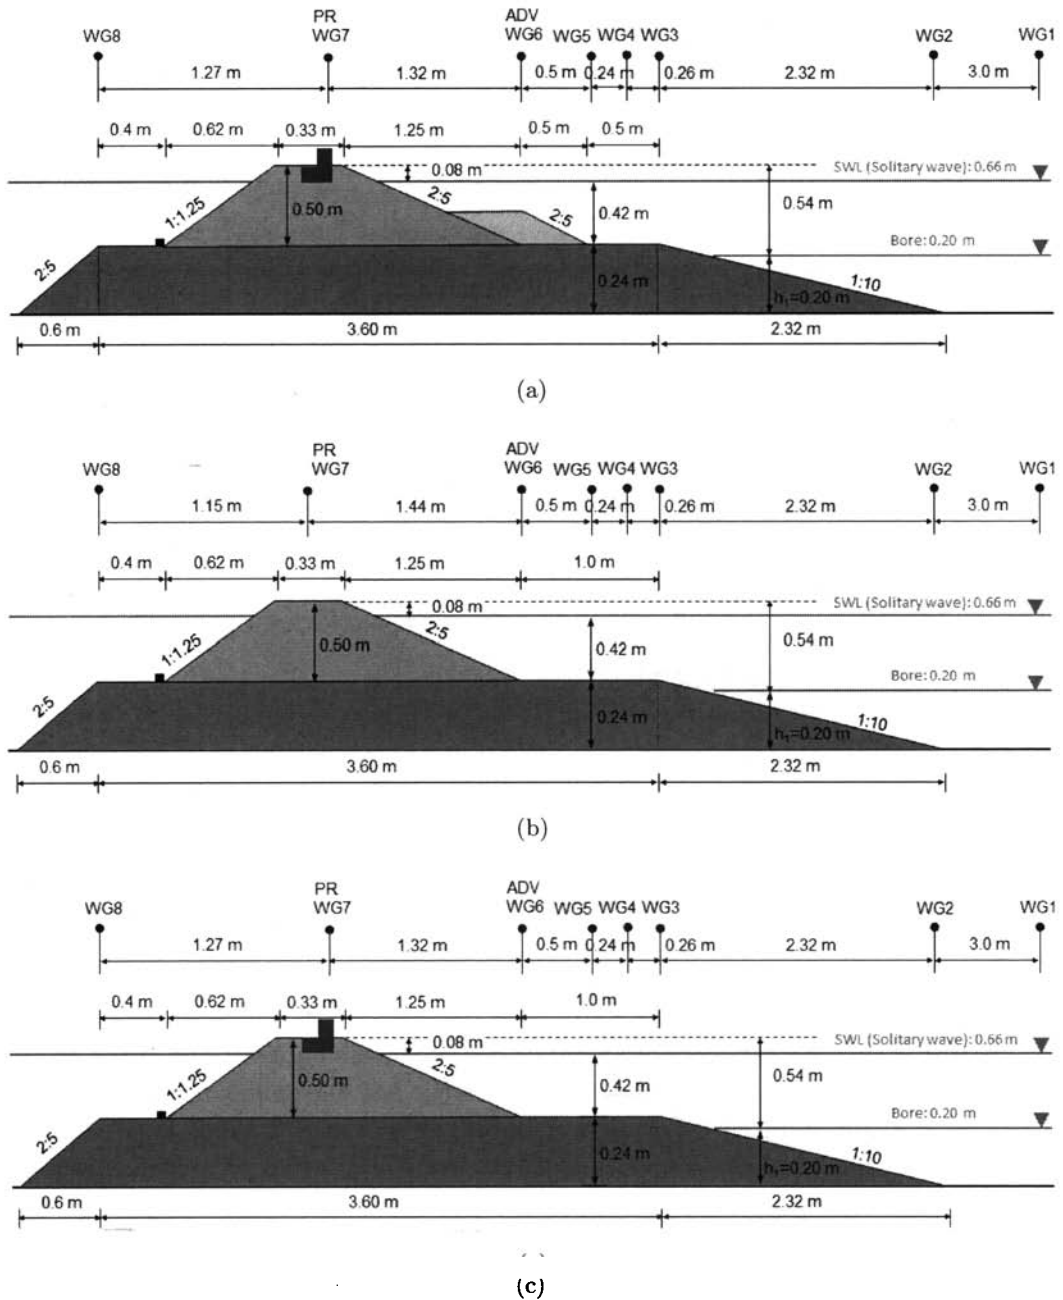 PR ADV
WG8 WG7 WG6 WG5 WG4 WG3 WG2 WG1
1.27 m 1.32 m 0.5 m 0.24 m 0.26 m 2.32 m 3.0 m
0.4 m 0.62 m 0.33 m 1.25 m 0.5 m 0.5 m
SWL (Solitary wave): 0.66 m
0.08 m
1:1.25 0.50 m 2:5 2:5 0.42 m 0.54 m
Bore: 0.20 m
2:5 0.24 m h₁=0.20 m 1:10
0.6 m 3.60 m 2.32 m
(a)
PR ADV
WG8 WG7 WG6 WG5 WG4 WG3 WG2 WG1
1.15 m 1.44 m 0.5 m 0.24 m 0.26 m 2.32 m 3.0 m
0.4 m 0.62 m 0.33 m 1.25 m 1.0 m
SWL (Solitary wave): 0.66 m
0.08 m
1:1.25 0.50 m 2:5 0.42 m 0.54 m
Bore: 0.20 m
2:5 0.24 m h₁=0.20 m 1:10
0.6 m 3.60 m 2.32 m
(b)
PR ADV
WG8 WG7 WG6 WG5 WG4 WG3 WG2 WG1
1.27 m 1.32 m 0.5 m 0.24 m 0.26 m 2.32 m 3.0 m
0.4 m 0.62 m 0.33 m 1.25 m 1.0 m
SWL (Solitary wave): 0.66 m
0.08 m
1:1.25 0.50 m 2:5 0.42 m 0.54 m
Bore: 0.20 m
2:5 0.24 m h₁=0.20 m 1:10
0.6 m 3.60 m 2.32 m
(c)